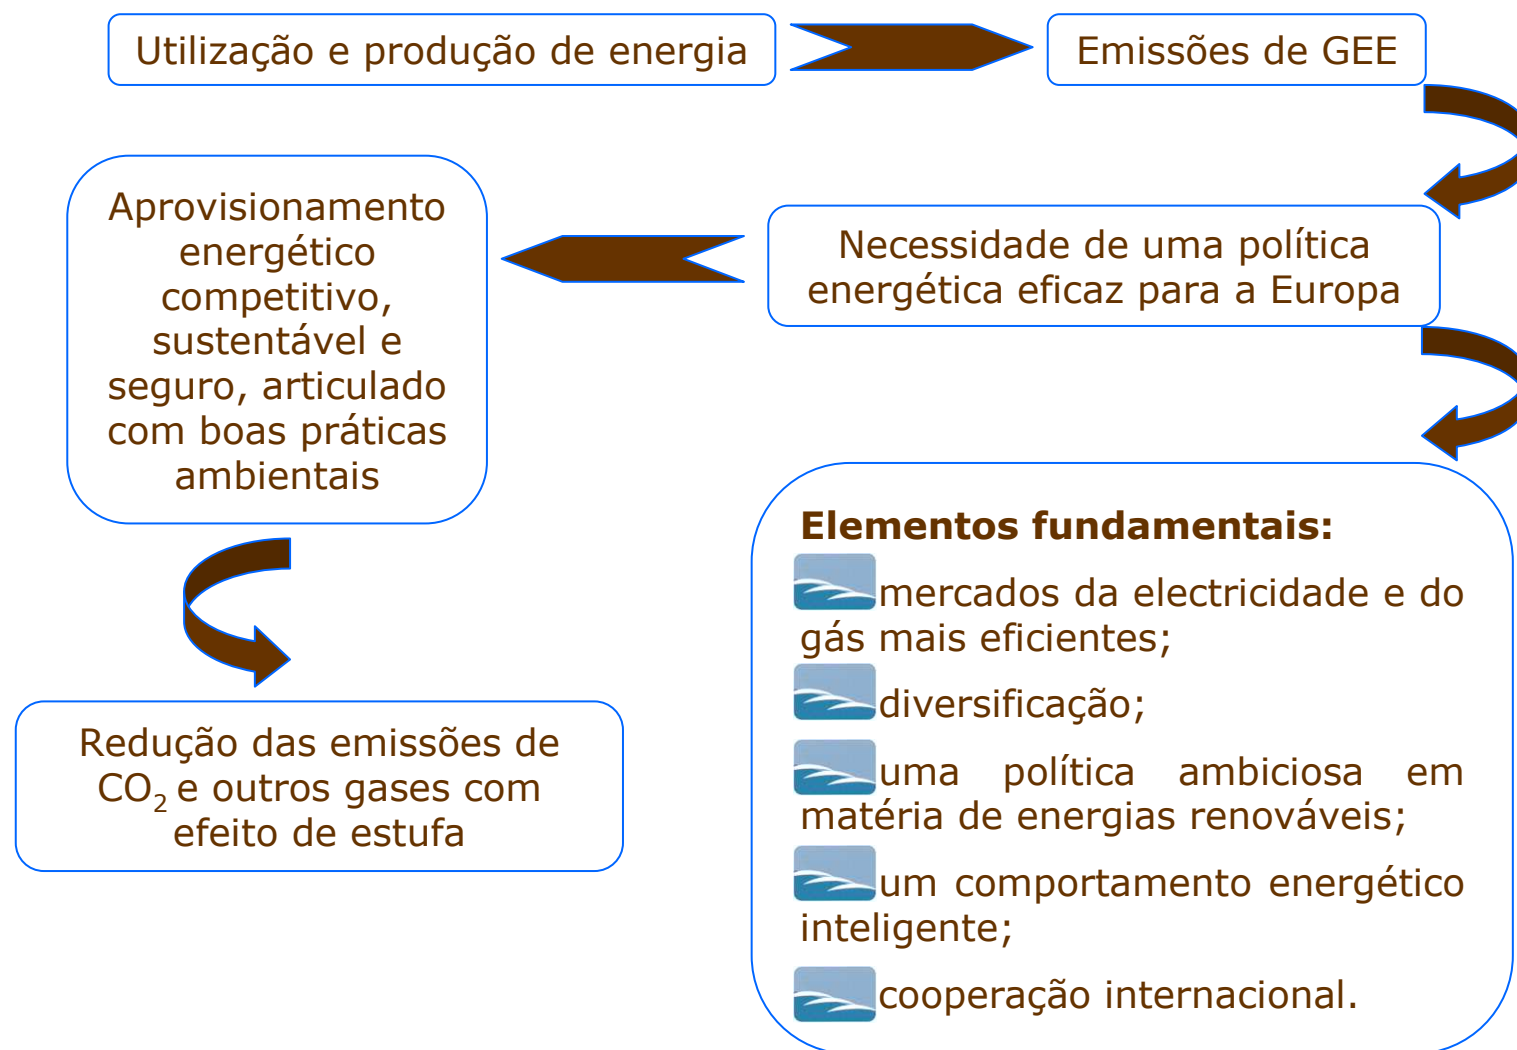 Utilização e produção de energia
Emissões de GEE
Necessidade de uma política
energética eficaz para a Europa
Aprovisionamento
energético
competitivo,
sustentável e
seguro, articulado
com boas práticas
ambientais
Redução das emissões de
CO₂ e outros gases com
efeito de estufa
Elementos fundamentais:
mercados da electricidade e do
gás mais eficientes;
diversificação;
uma política ambiciosa em
matéria de energias renováveis;
um comportamento energético
inteligente;
cooperação internacional.